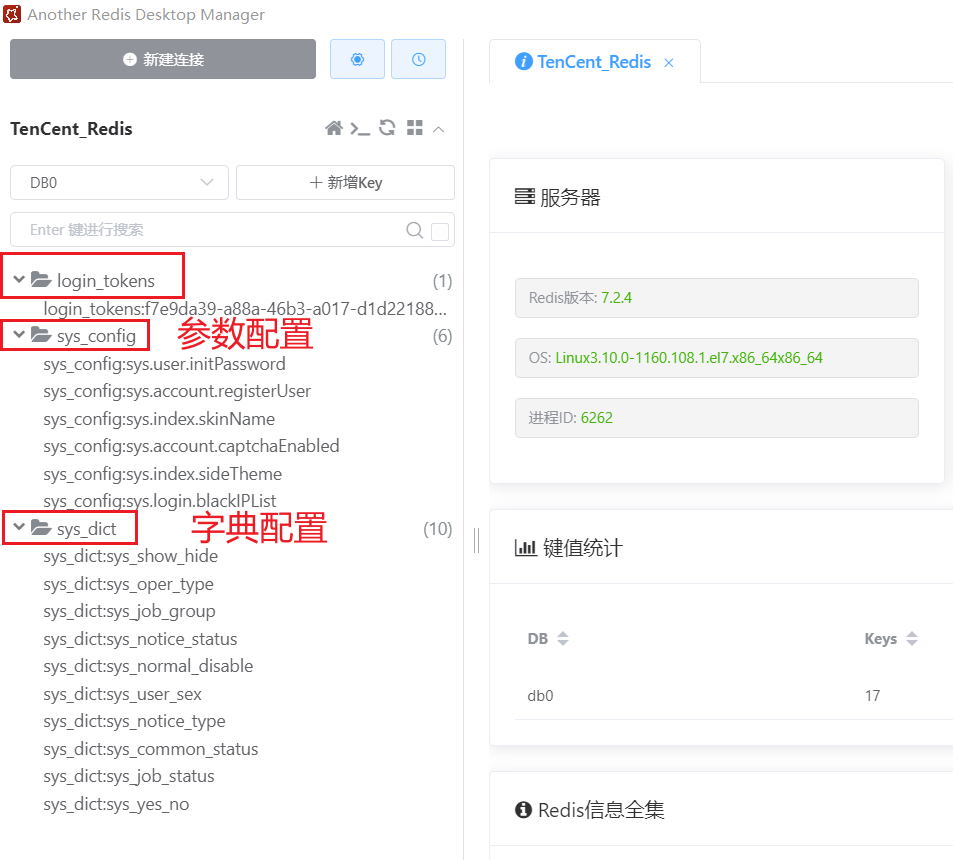 Another Redis Desktop Manager
新建连接
TenCent_Redis
DB0
新增Key
Enter 键进行搜索
login_tokens (1)
login_tokens:f7e9da39-a88a-46b3-a017-d1d22188...
sys_config 参数配置 (6)
sys_config:sys.user.initPassword
sys_config:sys.account.registerUser
sys_config:sys.index.skinName
sys_config:sys.account.captchaEnabled
sys_config:sys.index.sideTheme
sys_config:sys.login.blackIPList
sys_dict 字典配置 (10)
sys_dict:sys_show_hide
sys_dict:sys_oper_type
sys_dict:sys_job_group
sys_dict:sys_notice_status
sys_dict:sys_normal_disable
sys_dict:sys_user_sex
sys_dict:sys_notice_type
sys_dict:sys_common_status
sys_dict:sys_job_status
sys_dict:sys_yes_no
TenCent_Redis
服务器
Redis版本: 7.2.4
OS: Linux3.10.0-1160.108.1.el7.x86_64x86_64
进程ID: 6262
键值统计
DB Keys
db0 17
Redis信息全集